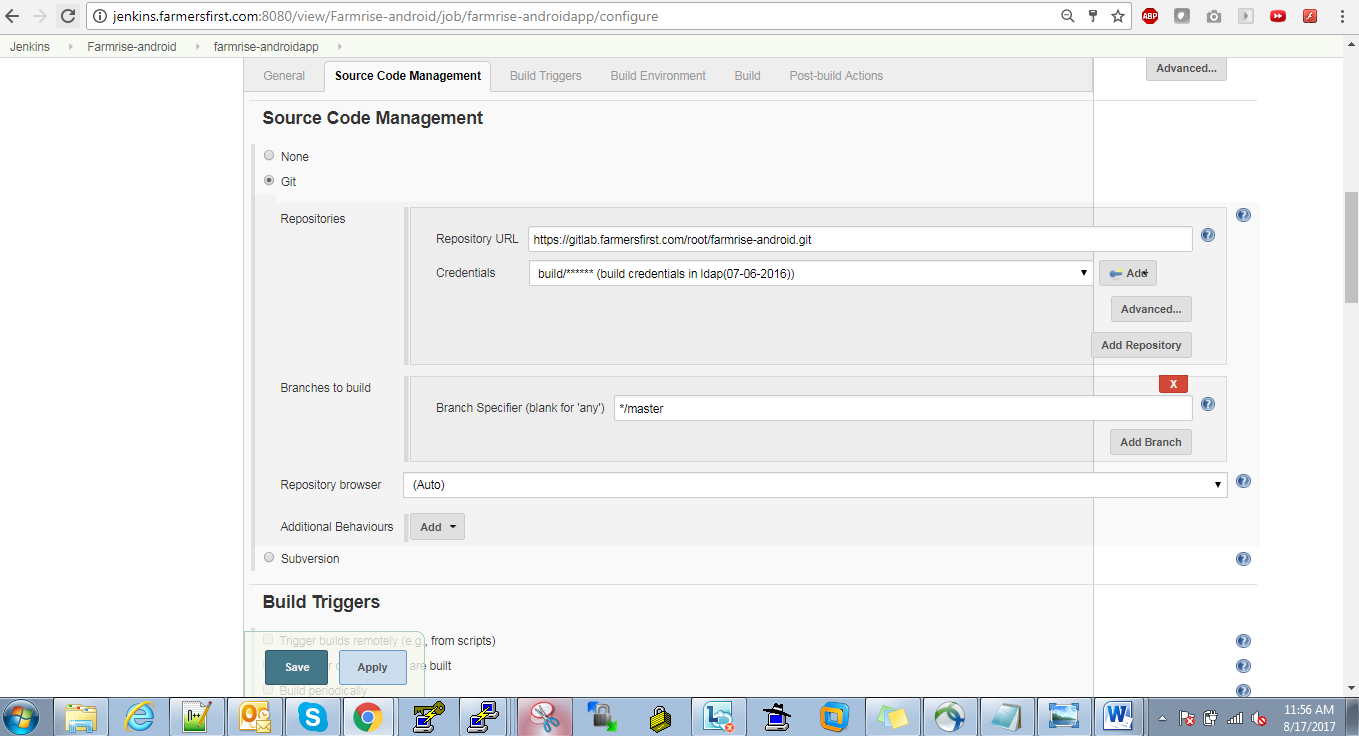 jenkins.farmersfirst.com:8080/view/Farmrise-android/job/farmrise-androidapp/configure
ABP
Jenkins Farmrise-android farmrise-androidapp
General Source Code Management Build Triggers Build Environment Build Post-build Actions Advanced...
Source Code Management
None
Git
Repositories
Repository URL https://gitlab.farmersfirst.com/root/farmrise-android.git
Credentials build/****** (build credentials in ldap(07-06-2016)) Add
Advanced...
Add Repository
Branches to build X
Branch Specifier (blank for 'any') */master
Add Branch
Repository browser (Auto)
Additional Behaviours Add
Subversion
Build Triggers
Trigger builds remotely (e.g., from scripts)
Save Apply are built
Build periodically
11:56 AM
8/17/2017